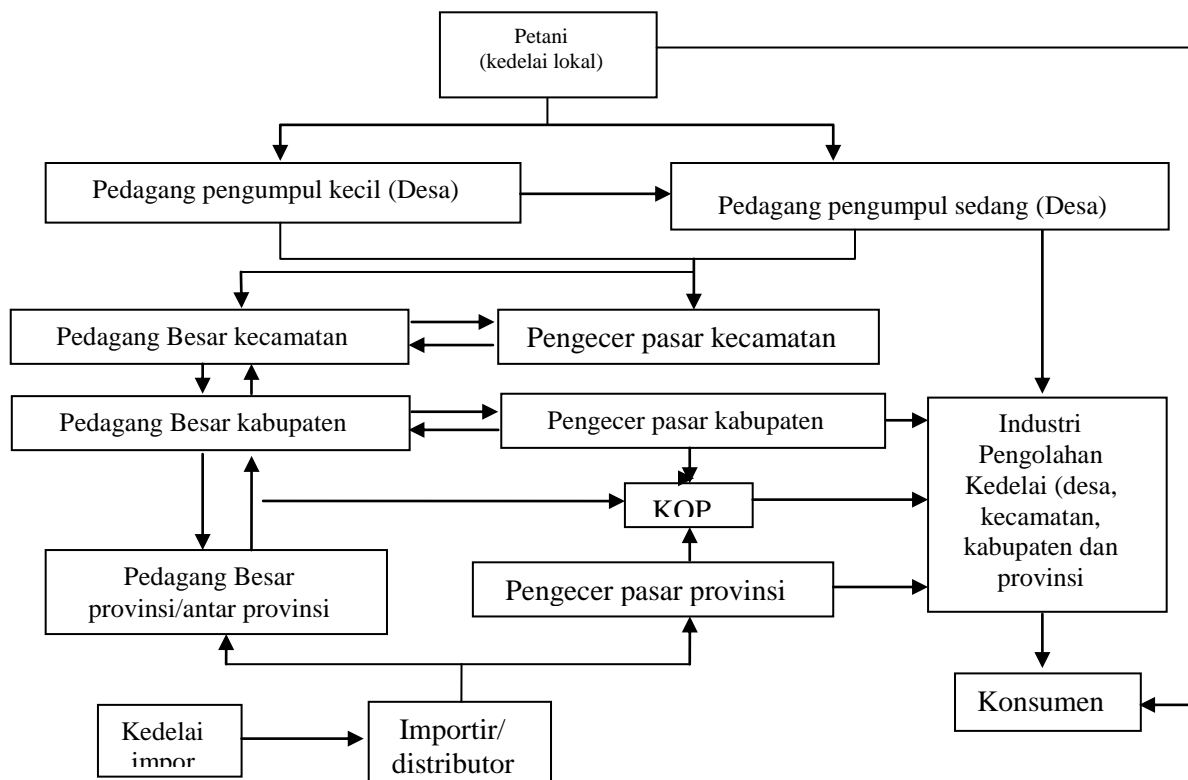 Petani
(kedelai lokal)
Pedagang pengumpul kecil (Desa)
Pedagang pengumpul sedang (Desa)
Pedagang Besar kecamatan
Pengecer pasar kecamatan
Pedagang Besar kabupaten
Pengecer pasar kabupaten
Industri
Pengolahan
Kedelai (desa,
kecamatan,
kabupaten dan
provinsi
KOP
Pedagang Besar
provinsi/antar provinsi
Pengecer pasar provinsi
Konsumen
Kedelai
impor
Importir/
distributor